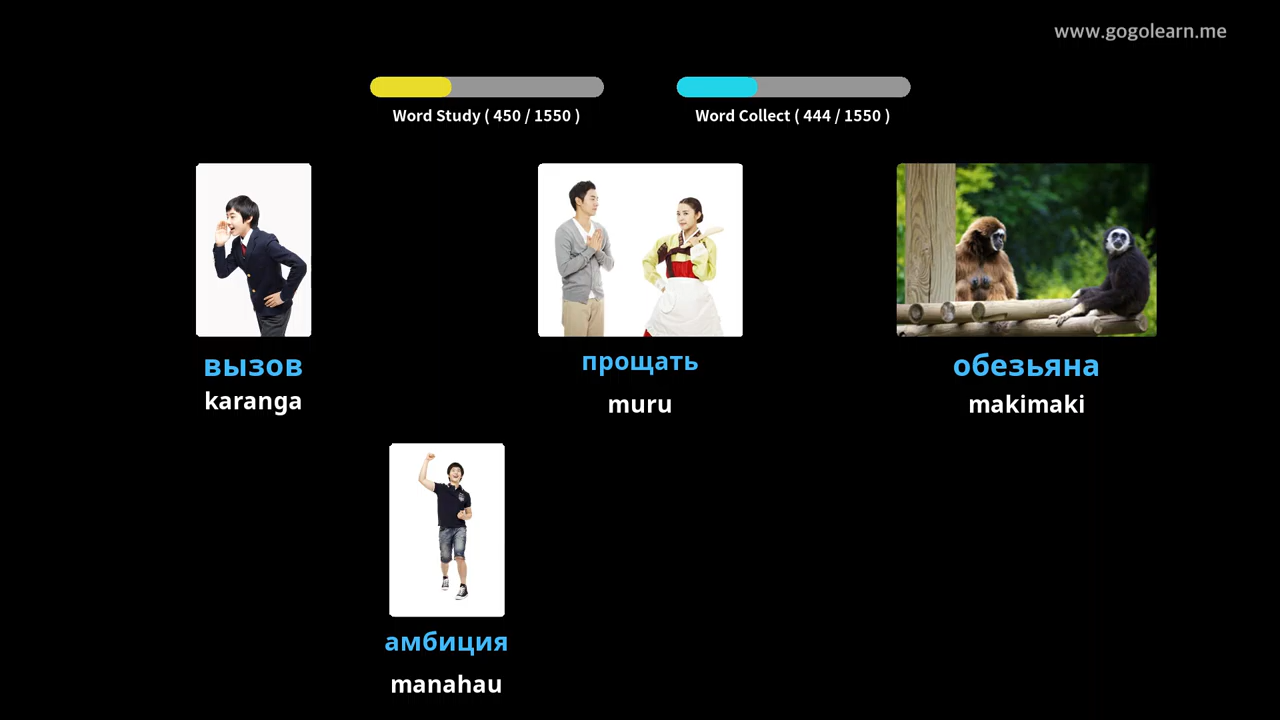 www.gogolearn.me
Word Study ( 450 / 1550 )
Word Collect ( 444 / 1550 )
вызов
karanga
прощать
muru
обезьяна
makimaki
амбиция
manahau